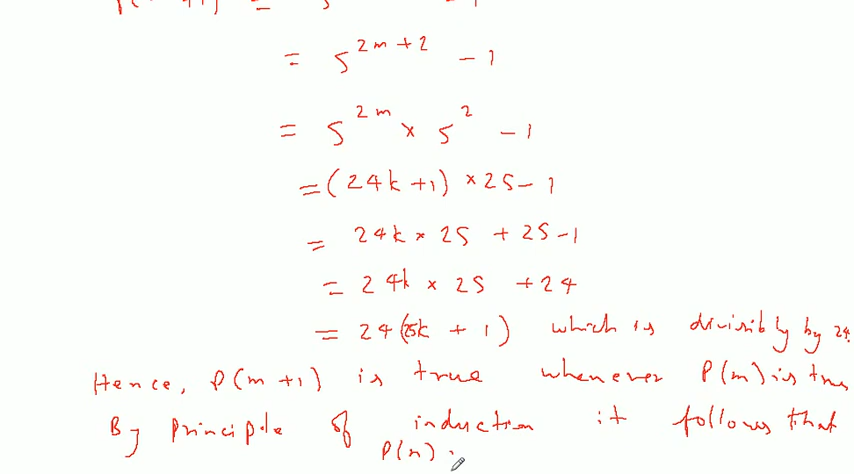 = 5^{2m+2} - 1
= 5^{2m} × 5^2 - 1
= (24k + 1) × 25 - 1
= 24k × 25 + 25 - 1
= 24k × 25 + 24
= 24(25k + 1) which is divisibly by 24
Hence, P(m+1) is true whenever P(m) is true
By principle of induction it follows that
P(n)